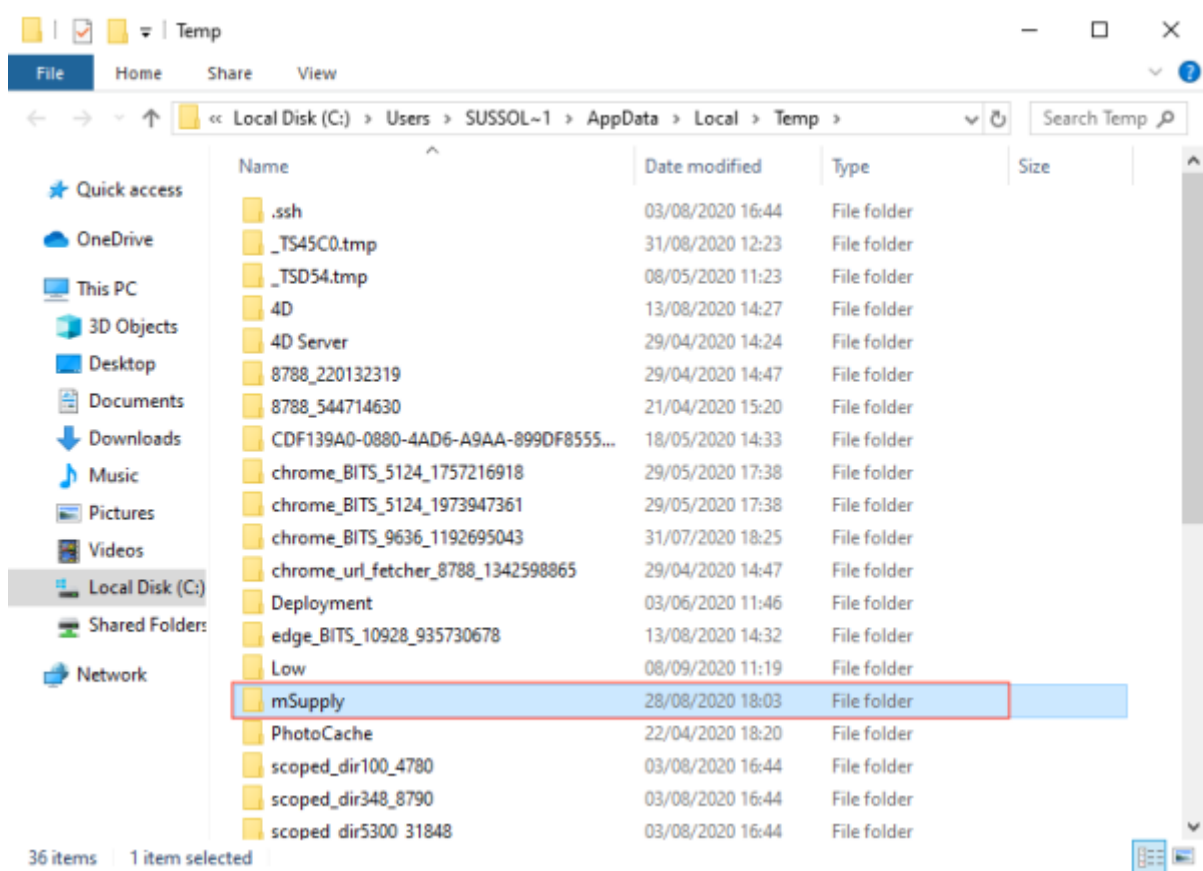 Temp
File Home Share View
« Local Disk (C:) > Users > SUSSOL~1 > AppData > Local > Temp > Search Temp
Name Date modified Type Size
Quick access
OneDrive
This PC
3D Objects
Desktop
Documents
Downloads
Music
Pictures
Videos
Local Disk (C:)
Shared Folders
Network
.ssh 03/08/2020 16:44 File folder
_TS45C0.tmp 31/08/2020 12:23 File folder
_TSD54.tmp 08/05/2020 11:23 File folder
4D 13/08/2020 14:27 File folder
4D Server 29/04/2020 14:24 File folder
8788_220132319 29/04/2020 14:47 File folder
8788_544714630 21/04/2020 15:20 File folder
CDF139A0-0880-4AD6-A9AA-899DF8555... 18/05/2020 14:33 File folder
chrome_BITS_5124_1757216918 29/05/2020 17:38 File folder
chrome_BITS_5124_1973947361 29/05/2020 17:38 File folder
chrome_BITS_9636_1192695043 31/07/2020 18:25 File folder
chrome_url_fetcher_8788_1342598865 29/04/2020 14:47 File folder
Deployment 03/06/2020 11:46 File folder
edge_BITS_10928_935730678 13/08/2020 14:32 File folder
Low 08/09/2020 11:19 File folder
mSupply 28/08/2020 18:03 File folder
PhotoCache 22/04/2020 18:20 File folder
scoped_dir100_4780 03/08/2020 16:44 File folder
scoped_dir348_8790 03/08/2020 16:44 File folder
scoped_dir5300_31848 03/08/2020 16:44 File folder
36 items 1 item selected